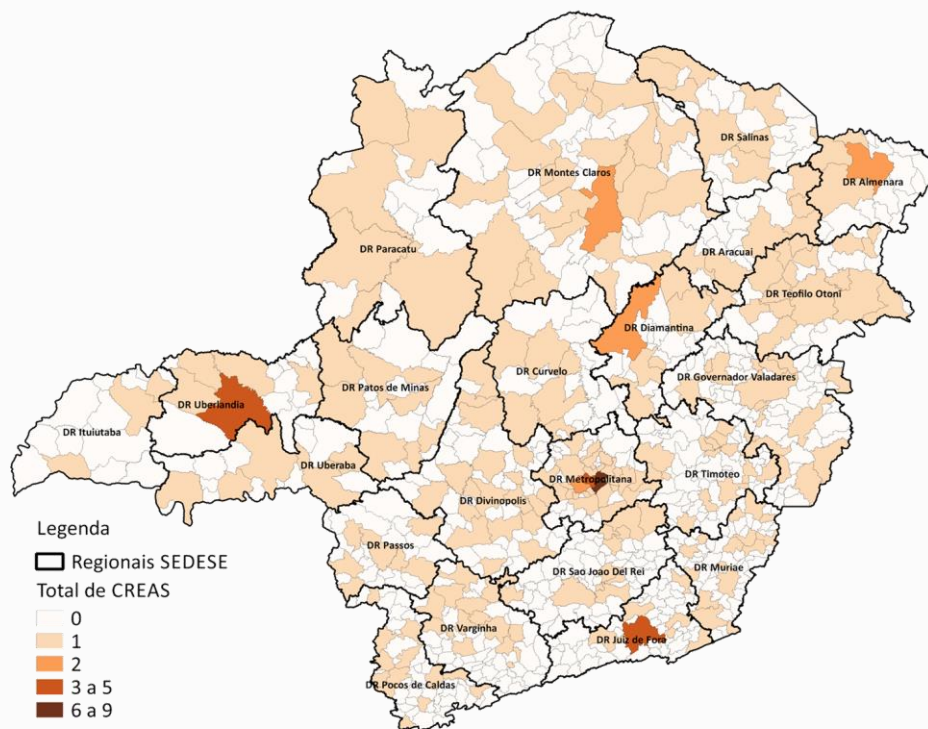 DR Salinas
DR Montes Claros
DR Almenara
DR Paracatu
DR Aracuai
DR Teofilo Otoni
DR Diamantina
DR Curvelo
DR Governador Valadares
DR Patos de Minas
DR Uberlandia
DR Ituiutaba
DR Uberaba
DR Metropolitana
DR Timoteo
DR Divinopolis
DR Passos
DR Sao Joao Del Rei
DR Muriae
DR Varginha
DR Juiz de Fora
DR Pocos de Caldas
Legenda
Regionais SEDESE
Total de CREAS
0
1
2
3 a 5
6 a 9